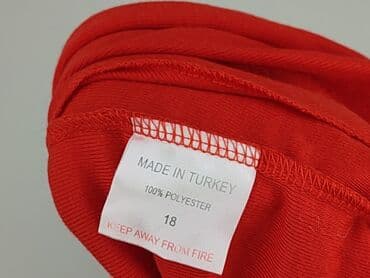 MADE IN TURKEY
100% POLYESTER
18
KEEP AWAY FROM FIRE